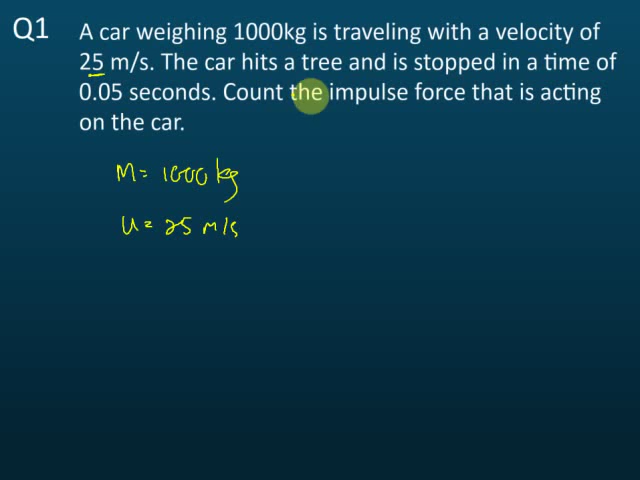 Q1 A car weighing 1000kg is traveling with a velocity of
25 m/s. The car hits a tree and is stopped in a time of
0.05 seconds. Count the impulse force that is acting
on the car.
M = 1000 kg
u = 25 m/s